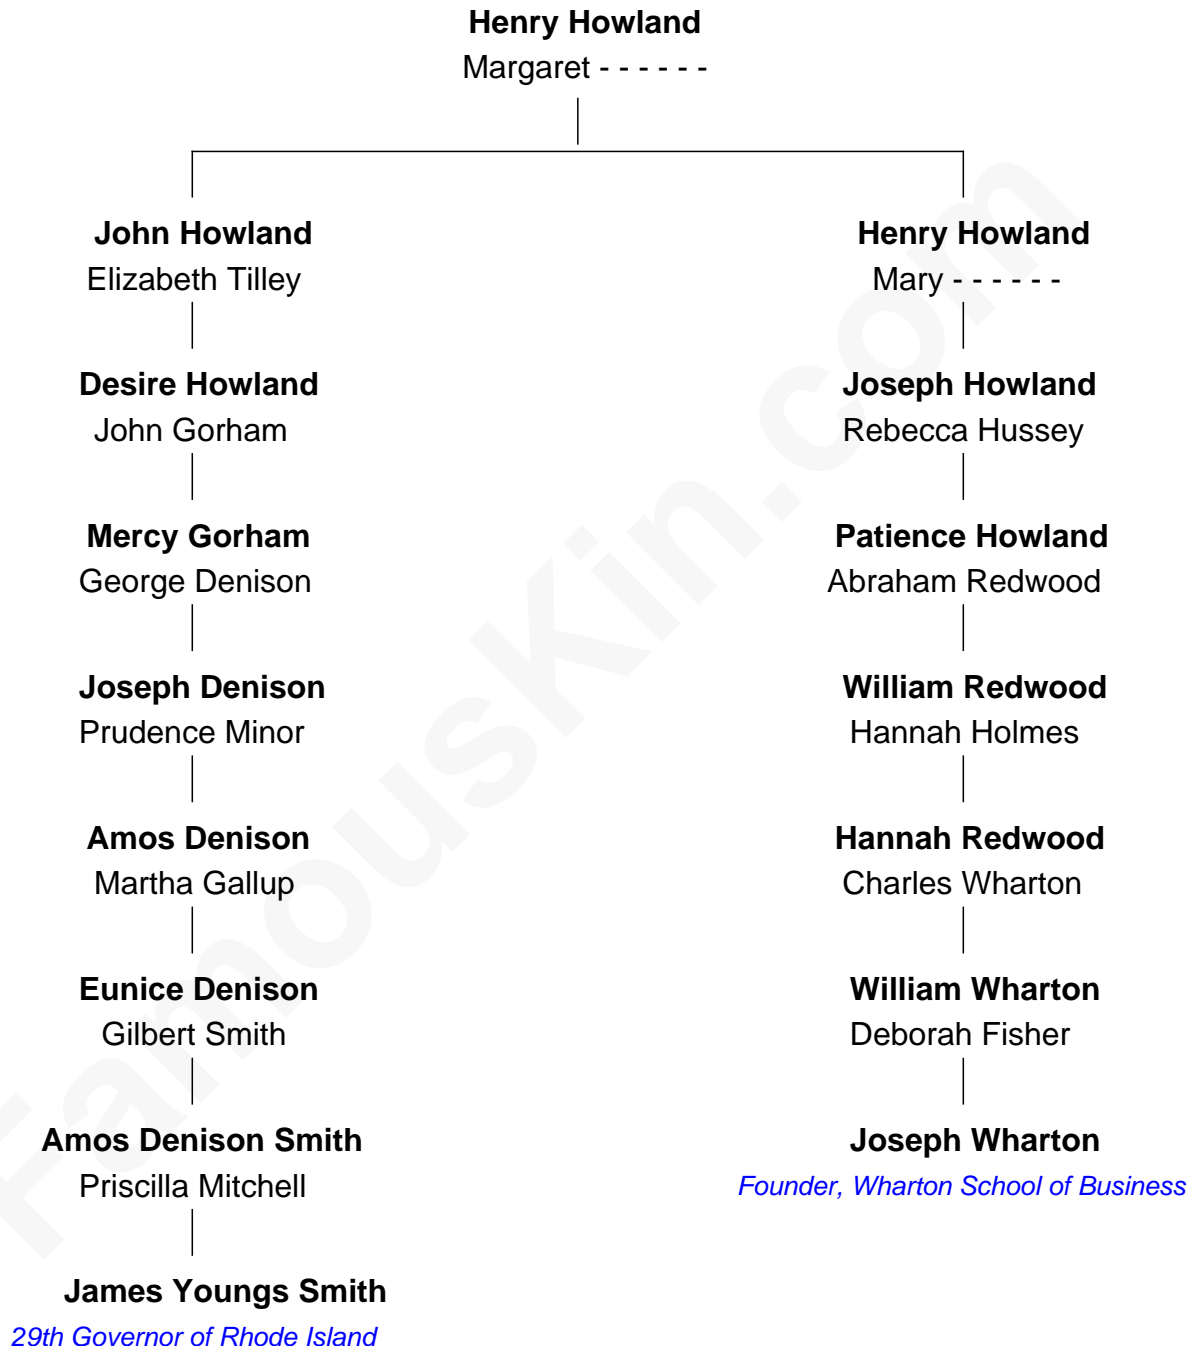 Henry Howland
Margaret - - - - - -
John Howland
Elizabeth Tilley
Henry Howland
Mary - - - - - -
Desire Howland
John Gorham
Joseph Howland
Rebecca Hussey
Mercy Gorham
George Denison
Patience Howland
Abraham Redwood
Joseph Denison
Prudence Minor
William Redwood
Hannah Holmes
Amos Denison
Martha Gallup
Hannah Redwood
Charles Wharton
Eunice Denison
Gilbert Smith
William Wharton
Deborah Fisher
Amos Denison Smith
Priscilla Mitchell
Joseph Wharton
Founder, Wharton School of Business
James Youngs Smith
29th Governor of Rhode Island
FamousKin.com